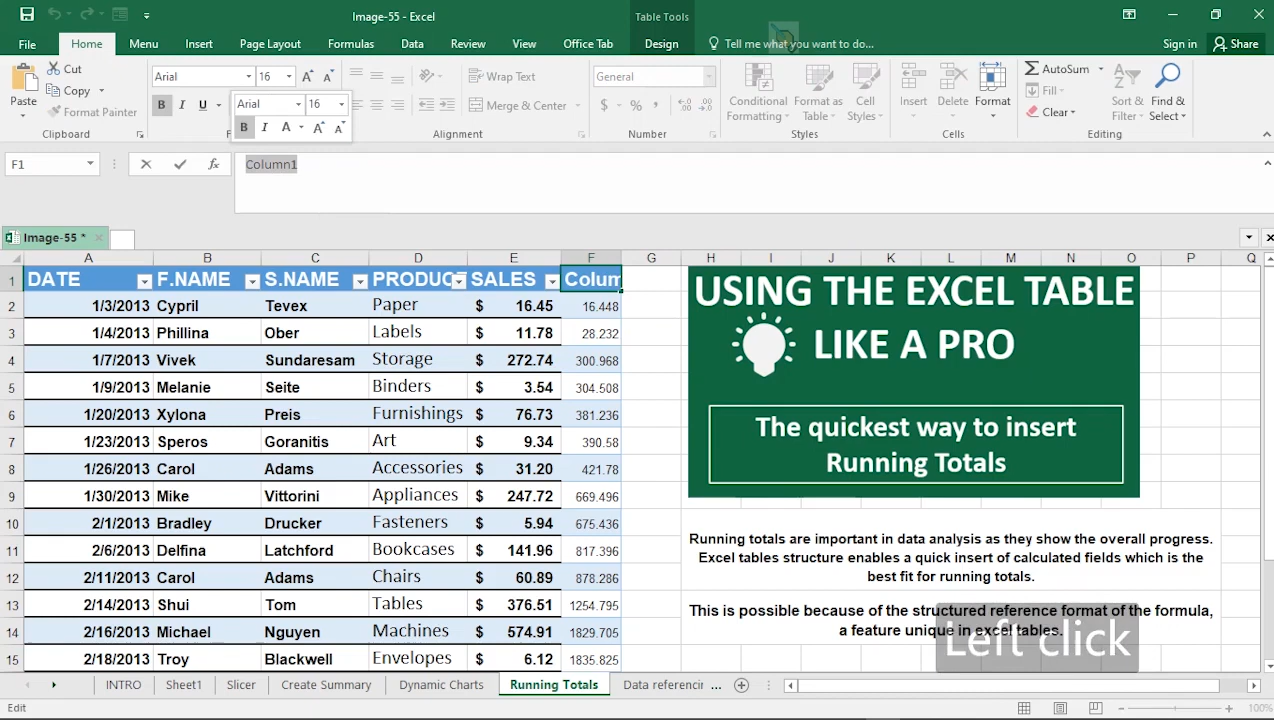 Image-55 - Excel
Table Tools
File Home Menu Insert Page Layout Formulas Data Review View Office Tab Design Tell me what you want to do... Sign in Share
Cut
Copy
Format Painter
Paste
Clipboard
Arial 16
B I U
Arial 16
B I A
Wrap Text
Merge & Center
Alignment
General
$ % ,
Number
Conditional Formatting
Format as Table
Cell Styles
Styles
Insert
Delete
Format
Cells
AutoSum
Fill
Clear
Sort & Filter
Find & Select
Editing
F1
fx
Column1
Image-55 *
A B C D E F G H I J K L M N O P Q
1 DATE F.NAME S.NAME PRODUC SALES Colum
2 1/3/2013 Cypril Tevex Paper $ 16.45 16.448
3 1/4/2013 Phillina Ober Labels $ 11.78 28.232
4 1/7/2013 Vivek Sundaresam Storage $ 272.74 300.968
5 1/9/2013 Melanie Seite Binders $ 3.54 304.508
6 1/20/2013 Xylona Preis Furnishings $ 76.73 381.236
7 1/23/2013 Speros Goranitis Art $ 9.34 390.58
8 1/26/2013 Carol Adams Accessories $ 31.20 421.78
9 1/30/2013 Mike Vittorini Appliances $ 247.72 669.496
10 2/1/2013 Bradley Drucker Fasteners $ 5.94 675.436
11 2/6/2013 Delfina Latchford Bookcases $ 141.96 817.396
12 2/11/2013 Carol Adams Chairs $ 60.89 878.286
13 2/14/2013 Shui Tom Tables $ 376.51 1254.795
14 2/16/2013 Michael Nguyen Machines $ 574.91 1829.705
15 2/18/2013 Troy Blackwell Envelopes $ 6.12 1835.825
USING THE EXCEL TABLE
LIKE A PRO
The quickest way to insert
Running Totals
Running totals are important in data analysis as they show the overall progress.
Excel tables structure enables a quick insert of calculated fields which is the
best fit for running totals.
This is possible because of the structured reference format of the formula,
a feature unique in excel tables.
Left click
INTRO Sheet1 Slicer Create Summary Dynamic Charts Running Totals Data referencin ...
Edit
100%